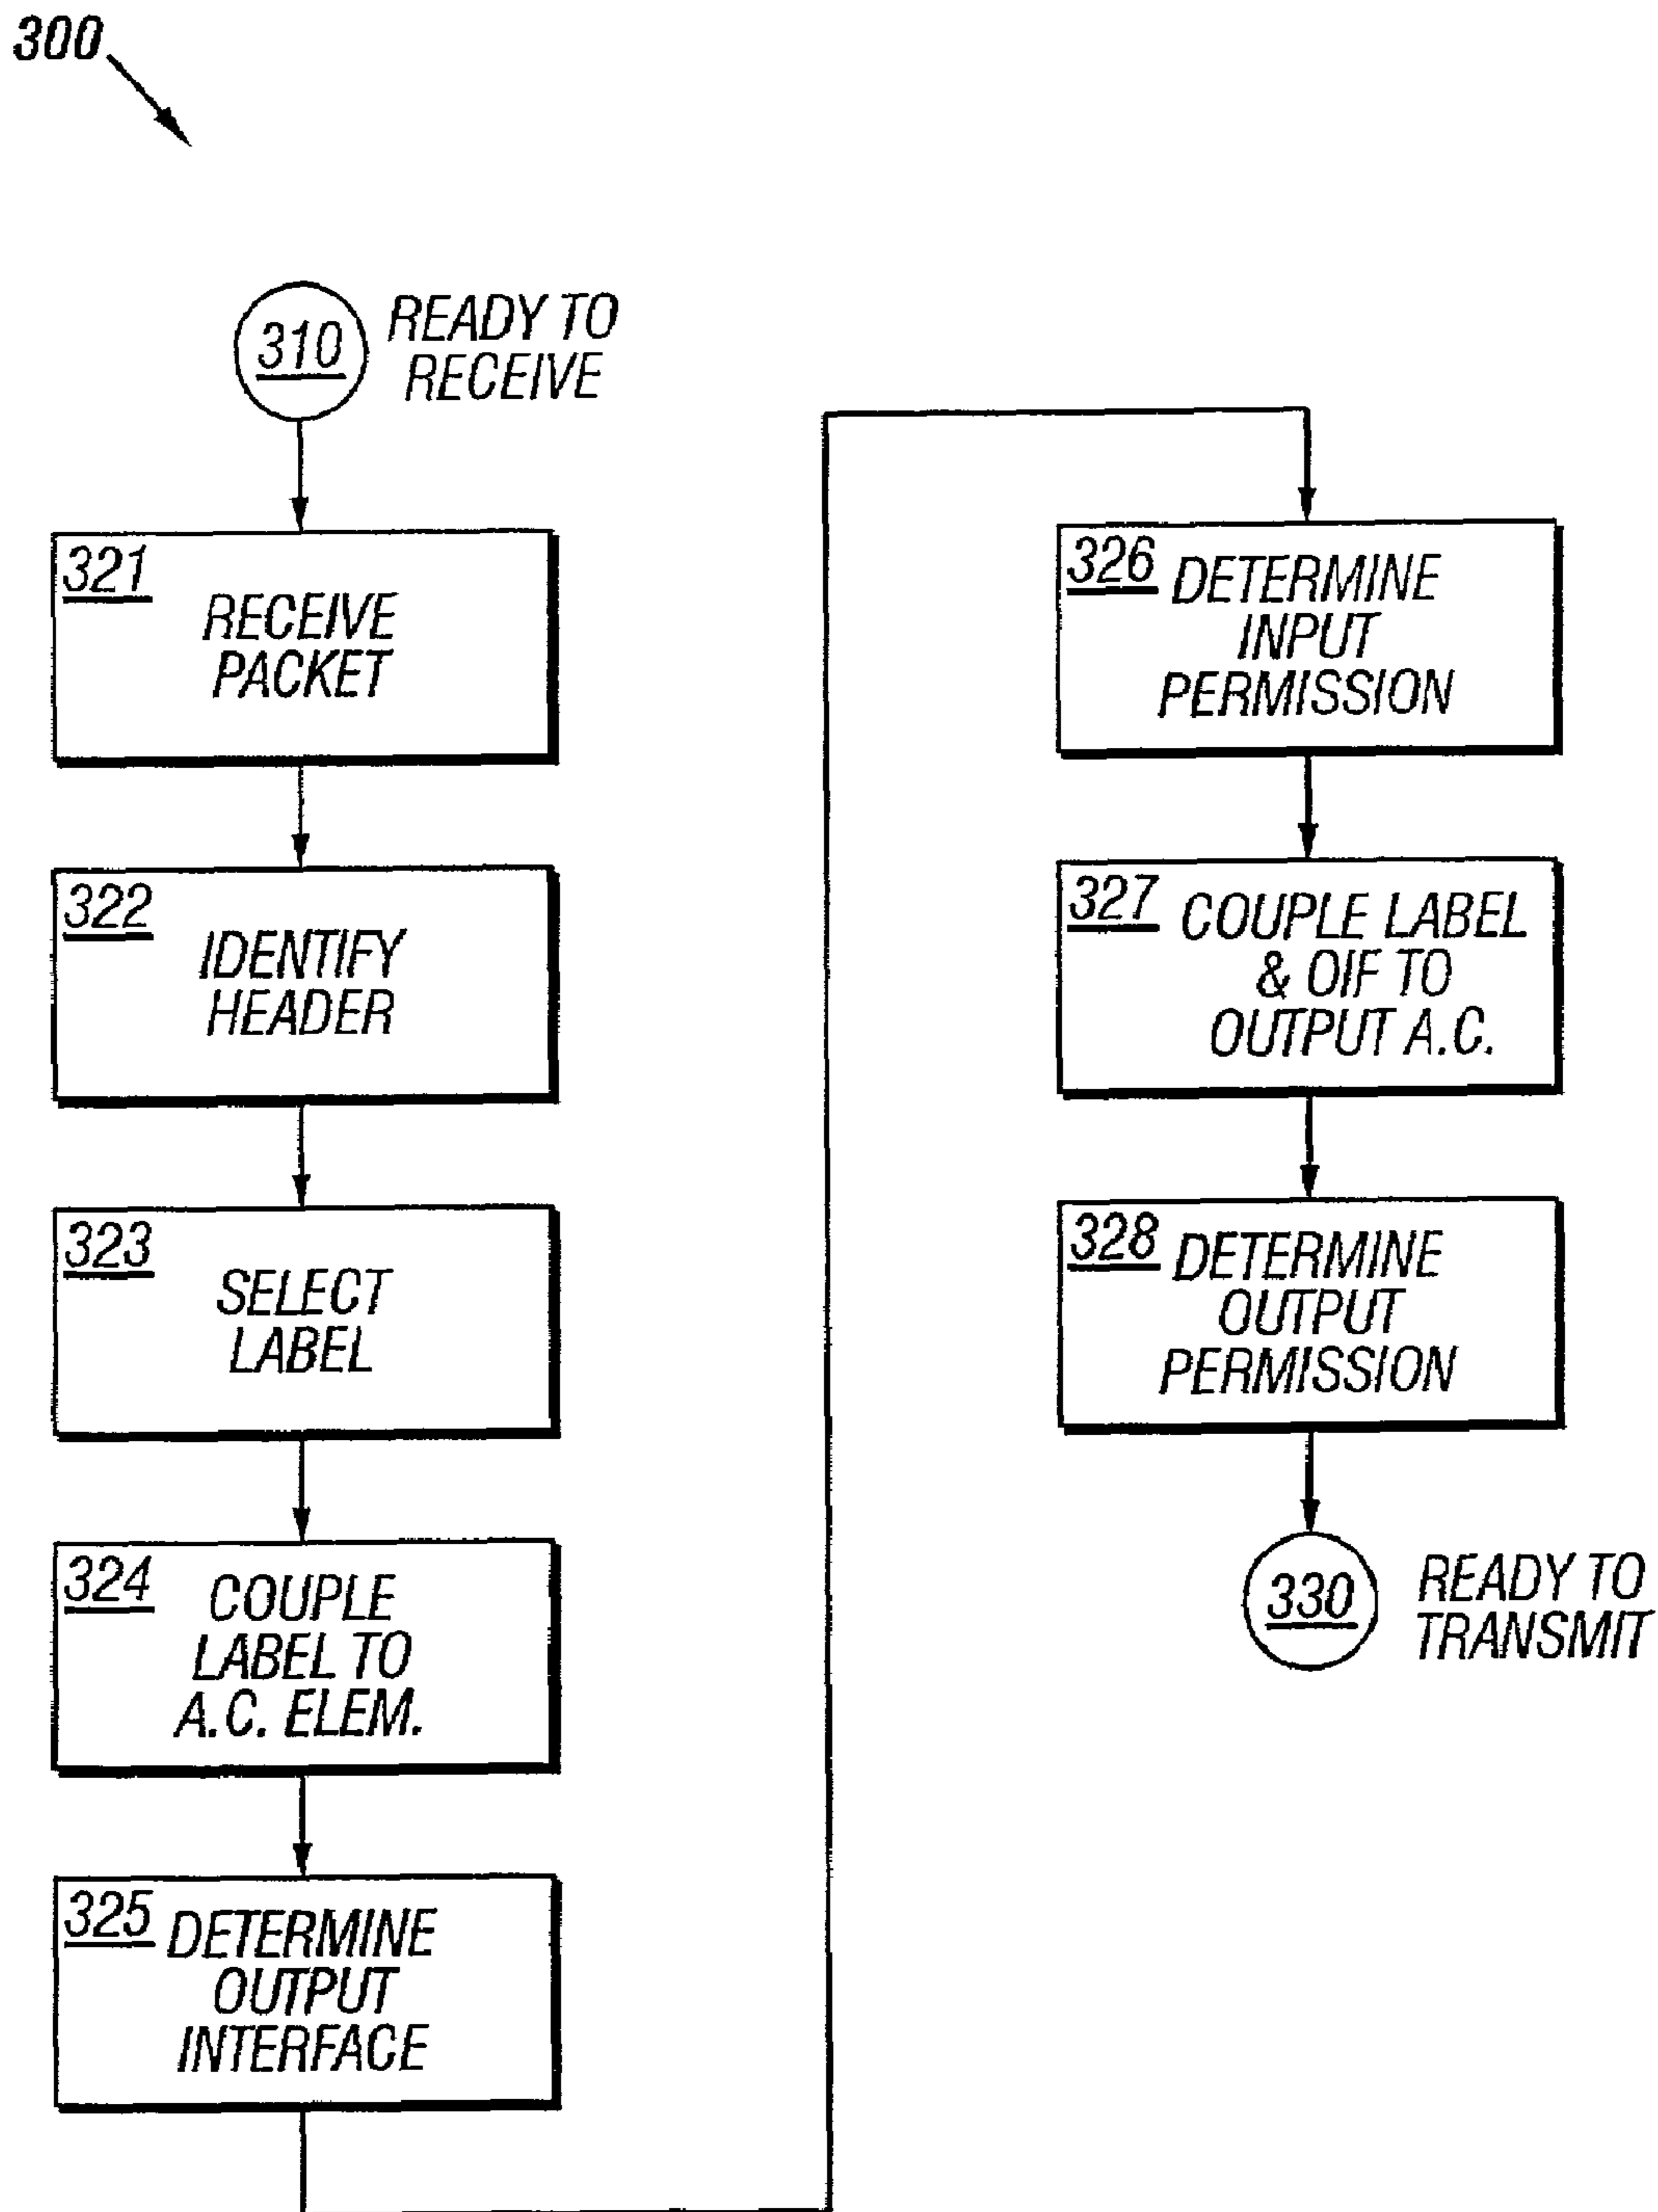 300
310
READY TO
RECEIVE
321
RECEIVE
PACKET
322
IDENTIFY
HEADER
323
SELECT
LABEL
324
COUPLE
LABEL TO
A.C. ELEM.
325
DETERMINE
OUTPUT
INTERFACE
326
DETERMINE
INPUT
PERMISSION
327
COUPLE LABEL
& OIF TO
OUTPUT A.C.
328
DETERMINE
OUTPUT
PERMISSION
330
READY TO
TRANSMIT